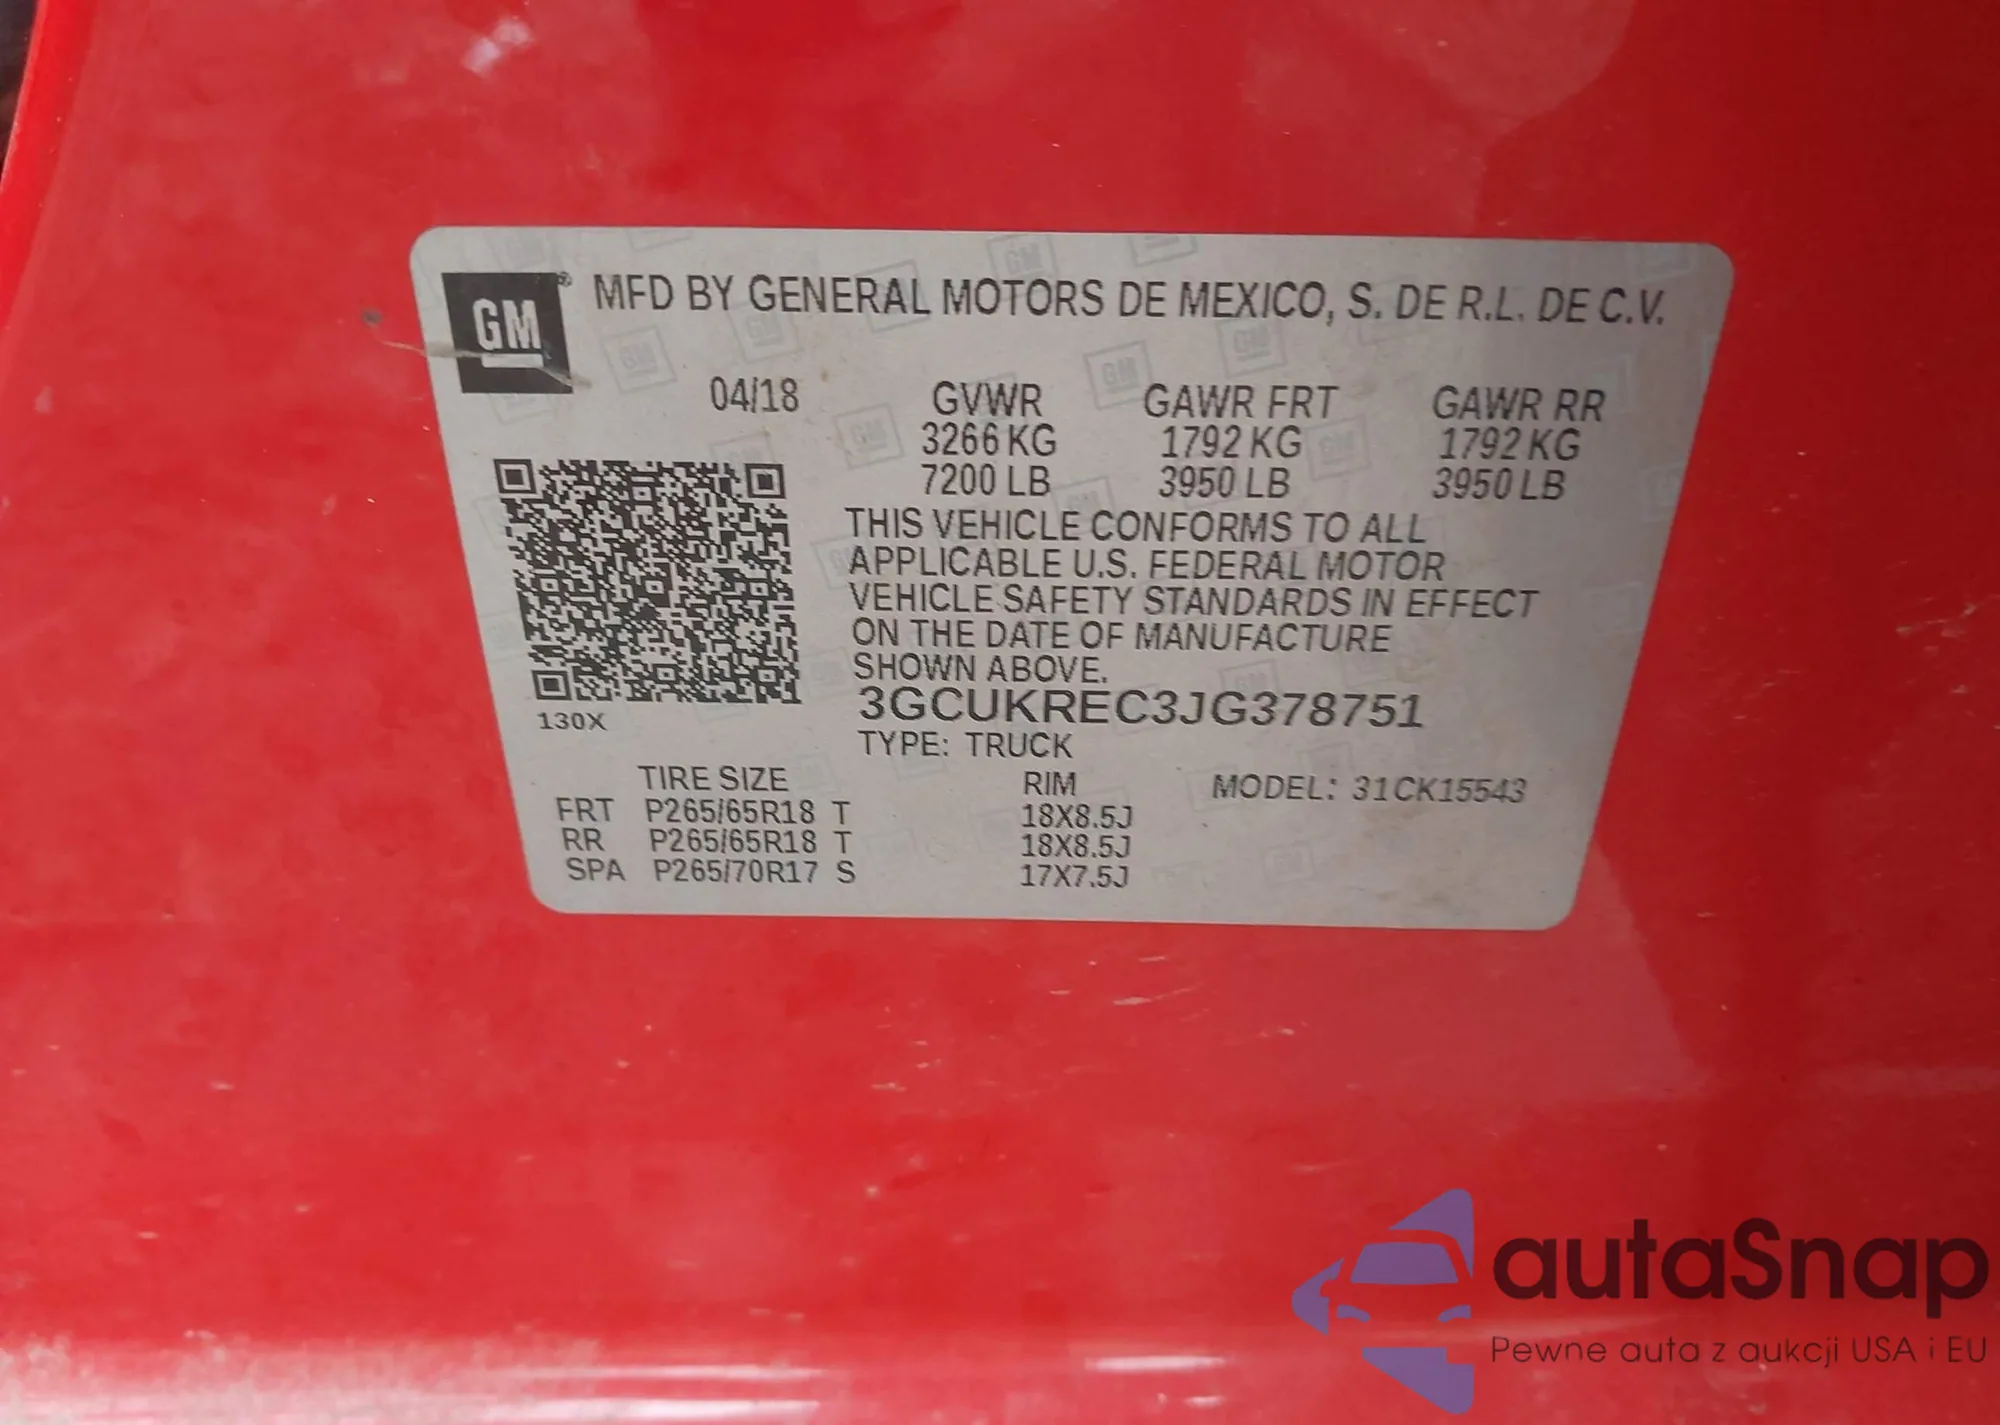 GM® MFD BY GENERAL MOTORS DE MEXICO, S. DE R.L. DE C.V.
04/18 GVWR GAWR FRT GAWR RR
3266 KG 1792 KG 1792 KG
7200 LB 3950 LB 3950 LB
THIS VEHICLE CONFORMS TO ALL
APPLICABLE U.S. FEDERAL MOTOR
VEHICLE SAFETY STANDARDS IN EFFECT
ON THE DATE OF MANUFACTURE
SHOWN ABOVE.
3GCUKREC3JG378751
130X
TYPE: TRUCK
TIRE SIZE RIM MODEL: 31CK15543
FRT P265/65R18 T 18X8.5J
RR P265/65R18 T 18X8.5J
SPA P265/70R17 S 17X7.5J
autaSnap
Pewne auta z aukcji USA i EU